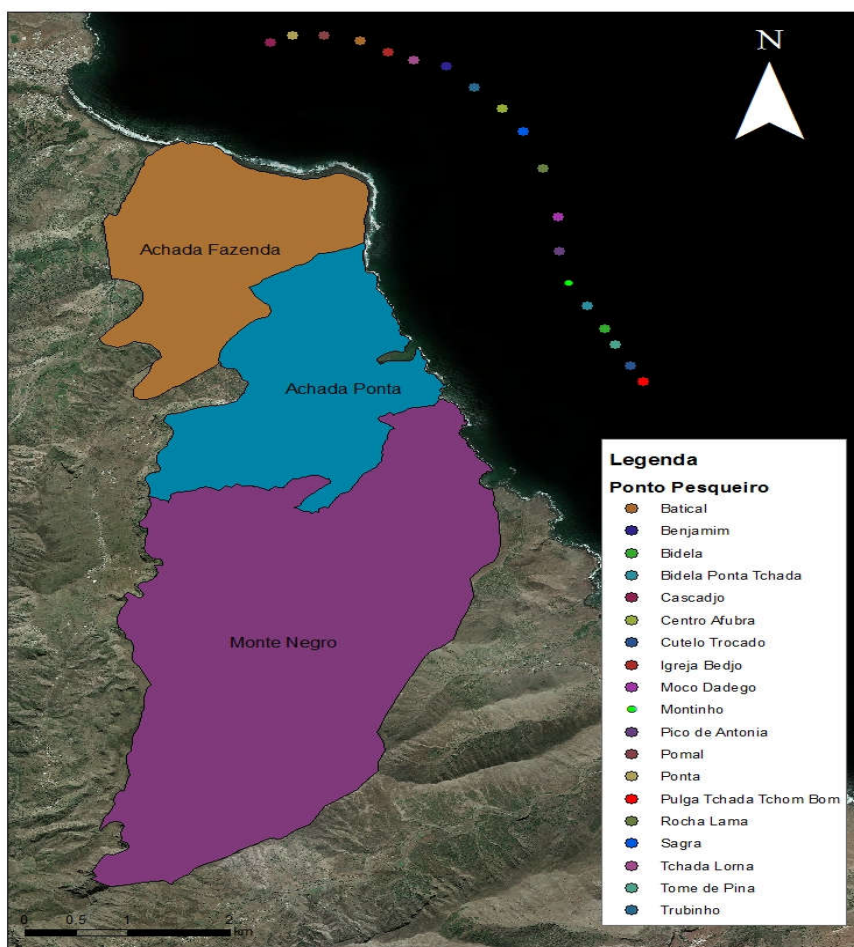 N
Achada Fazenda
Achada Ponta
Monte Negro
Legenda
Ponto Pesqueiro
Batical
Benjamim
Bidela
Bidela Ponta Tchada
Cascadjo
Centro Afubra
Cutelo Trocado
Igreja Bedjo
Moco Dadego
Montinho
Pico de Antonia
Pomal
Ponta
Pulga Tchada Tchom Bom
Rocha Lama
Sagra
Tchada Lorna
Tome de Pina
Trubinho
0 0.5 1 2
km